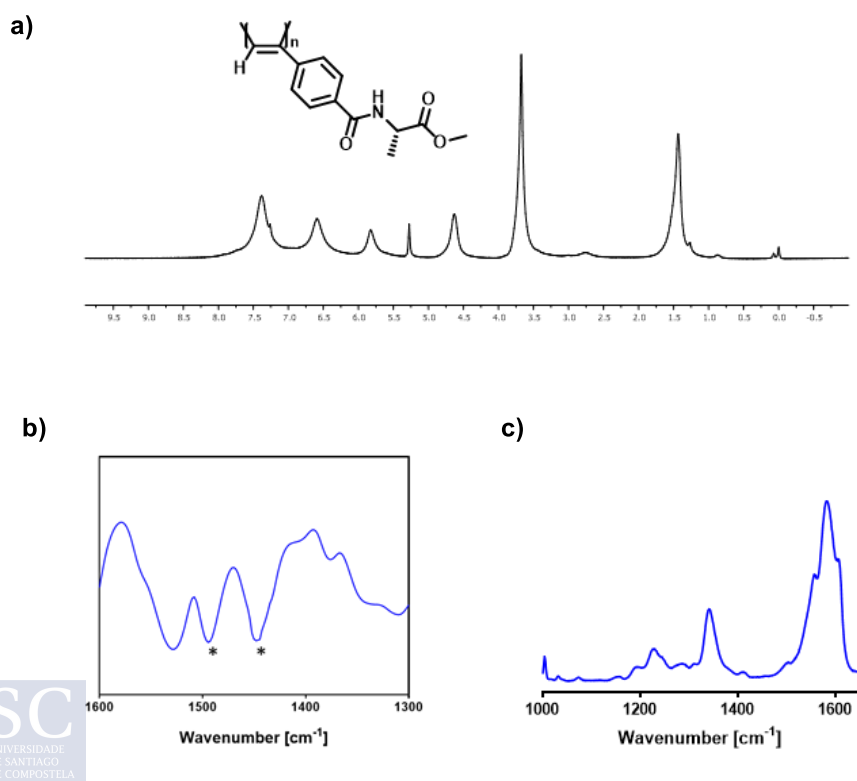 a)
n
H
H
N
O
O
O
9.5 9.0 8.5 8.0 7.5 7.0 6.5 6.0 5.5 5.0 4.5 4.0 3.5 3.0 2.5 2.0 1.5 1.0 0.5 0.0 -0.5
b)
c)
* *
1600 1500 1400 1300
Wavenumber [cm⁻¹]
1000 1200 1400 1600
Wavenumber [cm⁻¹]
SC
NIVERSIDADE
E SANTIAGO
E COMPOSTELA